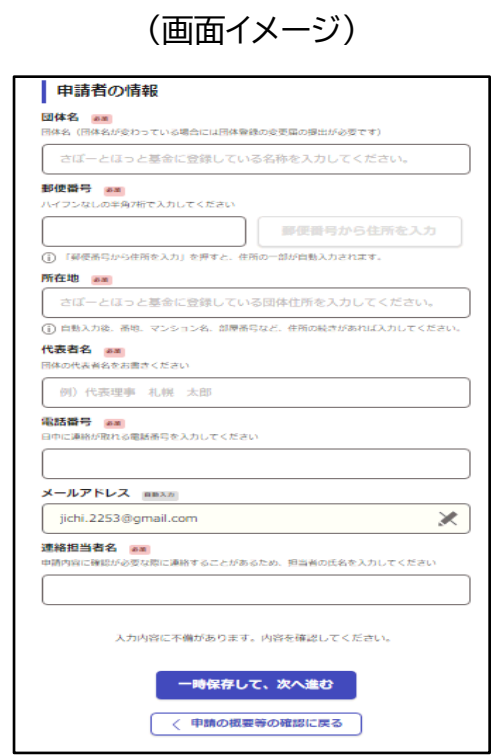 （画面イメージ）
申請者の情報
団体名 必須
団体名（団体名が変わっている場合には団体登録の変更届の提出が必要です）
さぽーとほっと基金に登録している名称を入力してください。
郵便番号 必須
ハイフンなしの半角7桁で入力してください
郵便番号から住所を入力
「郵便番号から住所を入力」を押すと、住所の一部が自動入力されます。
所在地 必須
さぽーとほっと基金に登録している団体住所を入力してください。
自動入力後、番地、マンション名、部屋番号など、住所の続きがあれば入力してください。
代表者名 必須
団体の代表者名をお書きください
例）代表理事　札幌　太郎
電話番号 必須
日中に連絡が取れる電話番号を入力してください
メールアドレス 自動入力
jichi.2253@gmail.com
連絡担当者名 必須
申請内容に確認が必要な際に連絡することがあるため、担当者の氏名を入力してください
入力内容に不備があります。内容を確認してください。
一時保存して、次へ進む
＜ 申請の概要等の確認に戻る